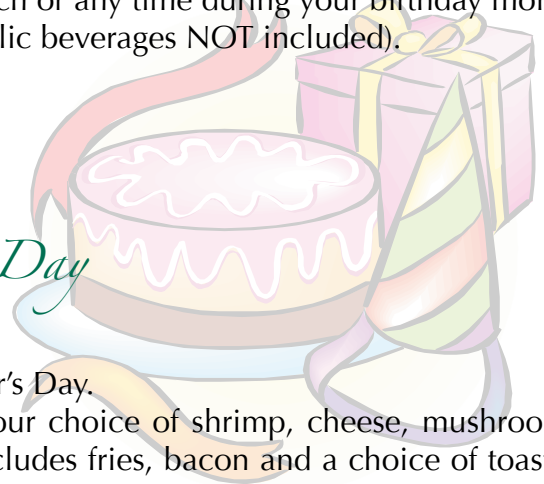 ch or any time during your birthday mon
lic beverages NOT included).
Day
r's Day.
our choice of shrimp, cheese, mushroo
cludes fries, bacon and a choice of toas